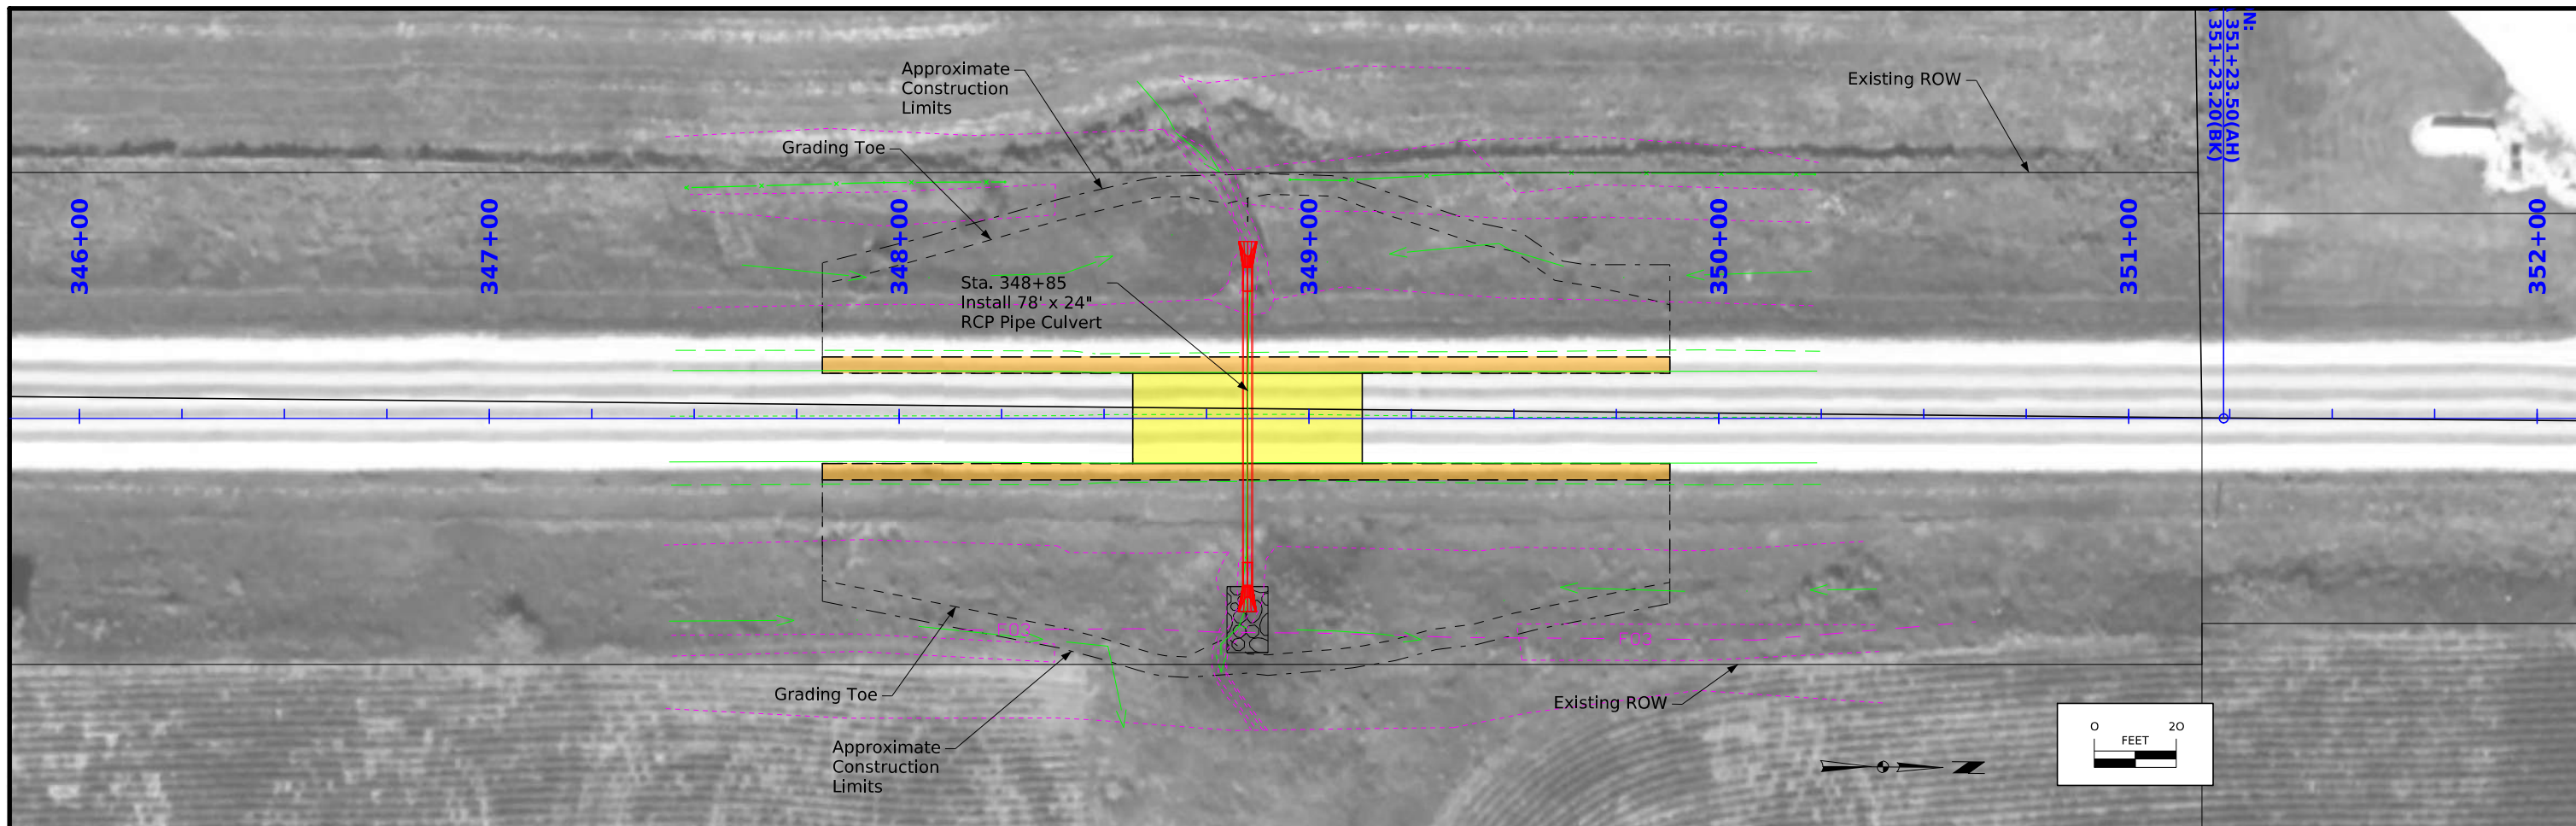 Approximate
Construction
Limits
Existing ROW
N:
351+23.50(AH)
351+23.20(BK)
Grading Toe
346+00
347+00
348+00
349+00
350+00
351+00
352+00
Sta. 348+85
Install 78' x 24"
RCP Pipe Culvert
F03
F03
Grading Toe
Existing ROW
Approximate
Construction
Limits
0 20
FEET